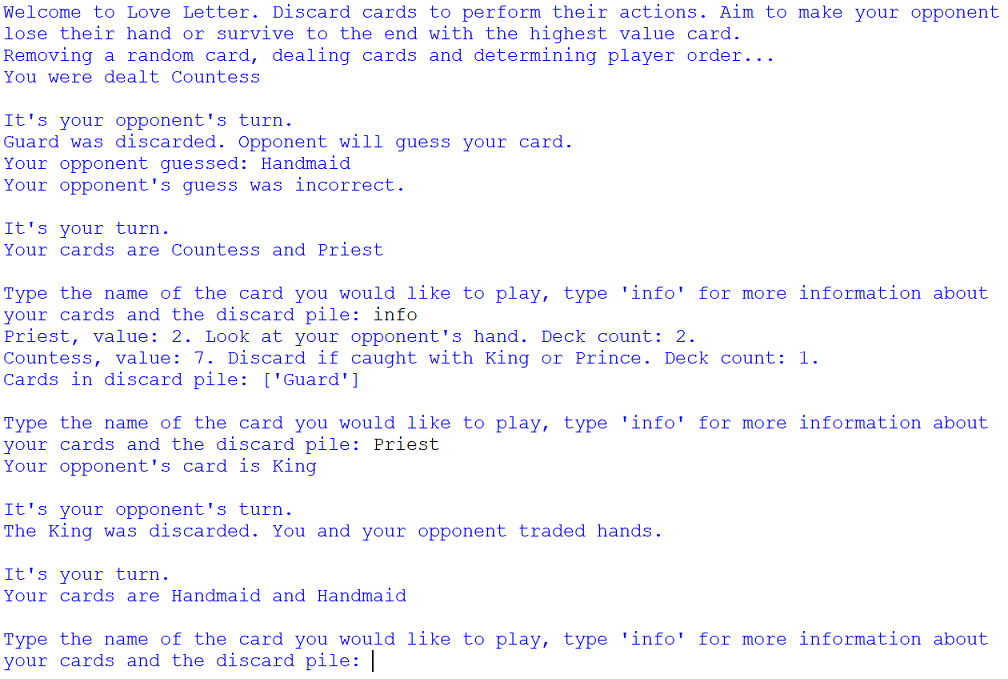 Welcome to Love Letter. Discard cards to perform their actions. Aim to make your opponent
lose their hand or survive to the end with the highest value card.
Removing a random card, dealing cards and determining player order...
You were dealt Countess
It's your opponent's turn.
Guard was discarded. Opponent will guess your card.
Your opponent guessed: Handmaid
Your opponent's guess was incorrect.
It's your turn.
Your cards are Countess and Priest
Type the name of the card you would like to play, type 'info' for more information about
your cards and the discard pile: info
Priest, value: 2. Look at your opponent's hand. Deck count: 2.
Countess, value: 7. Discard if caught with King or Prince. Deck count: 1.
Cards in discard pile: ['Guard']
Type the name of the card you would like to play, type 'info' for more information about
your cards and the discard pile: Priest
Your opponent's card is King
It's your opponent's turn.
The King was discarded. You and your opponent traded hands.
It's your turn.
Your cards are Handmaid and Handmaid
Type the name of the card you would like to play, type 'info' for more information about
your cards and the discard pile: